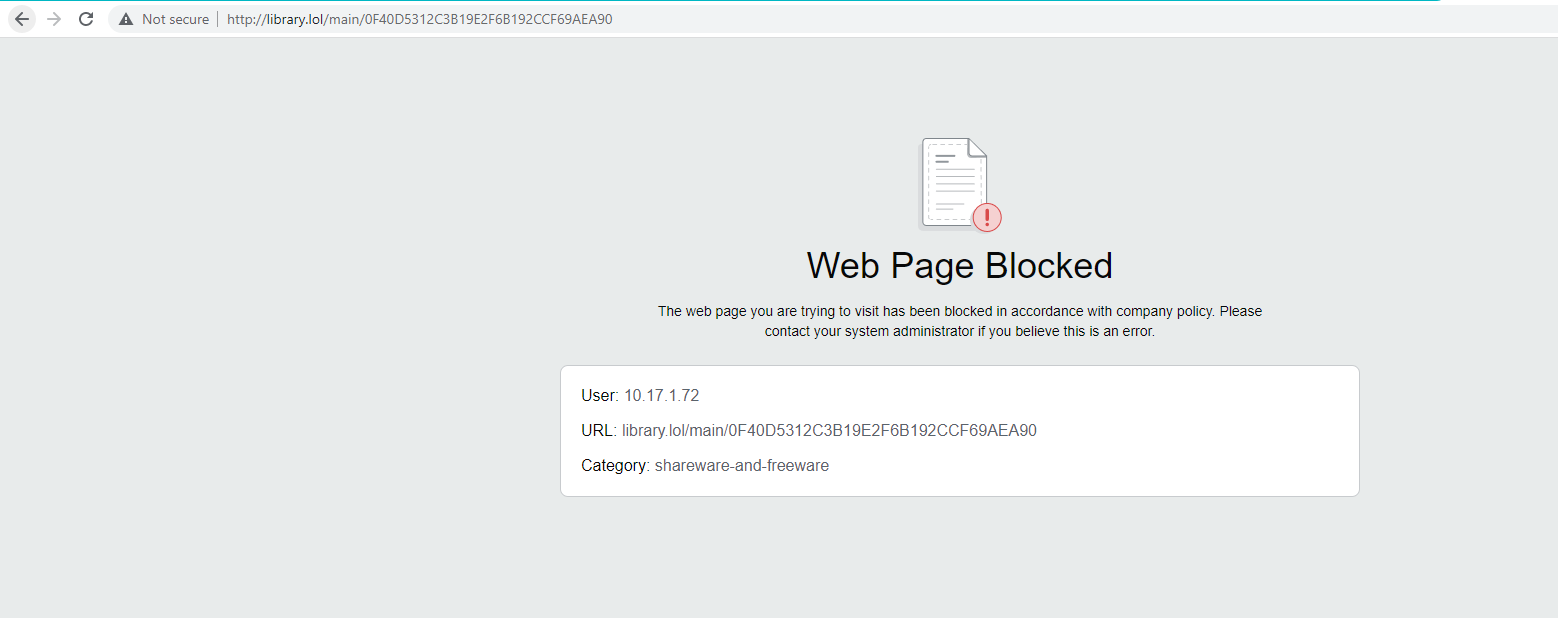 Not secure | http://library.lol/main/0F40D5312C3B19E2F6B192CCF69AEA90
!
Web Page Blocked
The web page you are trying to visit has been blocked in accordance with company policy. Please
contact your system administrator if you believe this is an error.
User: 10.17.1.72
URL: library.lol/main/0F40D5312C3B19E2F6B192CCF69AEA90
Category: shareware-and-freeware